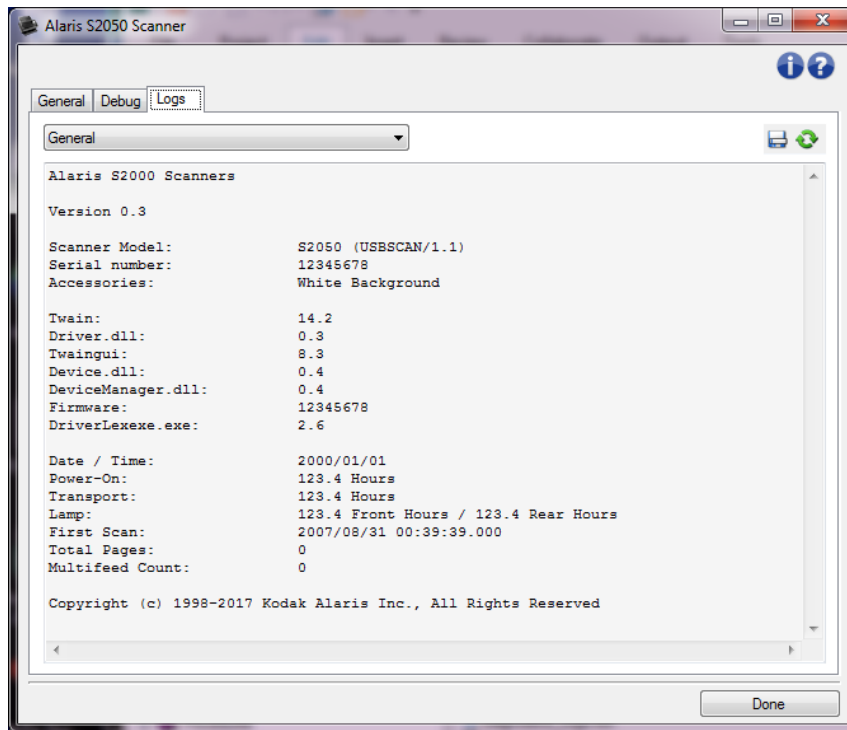 Alaris S2050 Scanner
General Debug Logs
General
Alaris S2000 Scanners
Version 0.3
Scanner Model: S2050 (USBSCAN/1.1)
Serial number: 12345678
Accessories: White Background
Twain: 14.2
Driver.dll: 0.3
Twaingui: 8.3
Device.dll: 0.4
DeviceManager.dll: 0.4
Firmware: 12345678
DriverLexexe.exe: 2.6
Date / Time: 2000/01/01
Power-On: 123.4 Hours
Transport: 123.4 Hours
Lamp: 123.4 Front Hours / 123.4 Rear Hours
First Scan: 2007/08/31 00:39:39.000
Total Pages: 0
Multifeed Count: 0
Copyright (c) 1998-2017 Kodak Alaris Inc., All Rights Reserved
Done